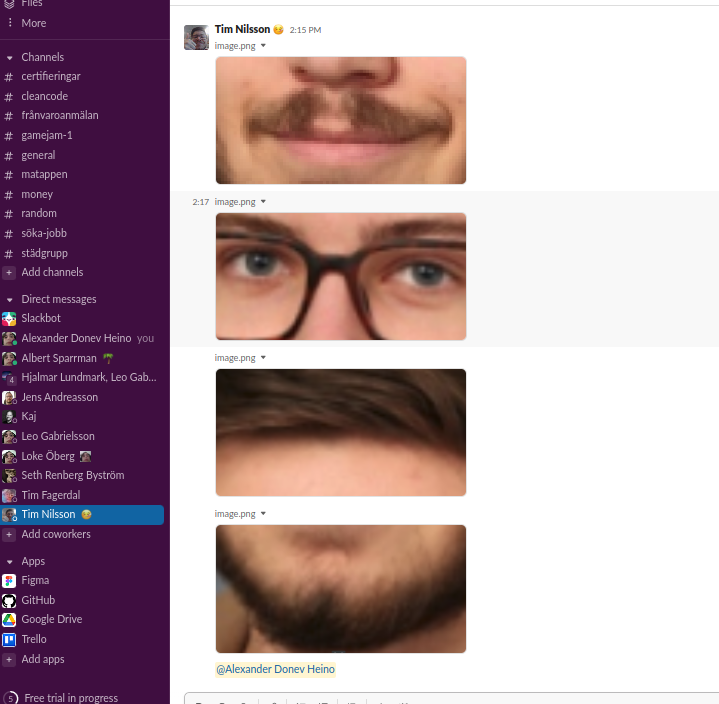 Files
More
Channels
# certifieringar
# cleancode
# frånvaroanmälan
# gamejam-1
# general
# matappen
# money
# random
# söka-jobb
# städgrupp
+ Add channels
Direct messages
Slackbot
Alexander Donev Heino you
Albert Sparrman
4 Hjalmar Lundmark, Leo Gab...
Jens Andreasson
Kaj
Leo Gabrielsson
Loke Öberg
Seth Renberg Byström
Tim Fagerdal
Tim Nilsson
+ Add coworkers
Apps
Figma
GitHub
Google Drive
Trello
+ Add apps
5 Free trial in progress
Tim Nilsson 2:15 PM
image.png
2:17 image.png
image.png
image.png
@Alexander Donev Heino